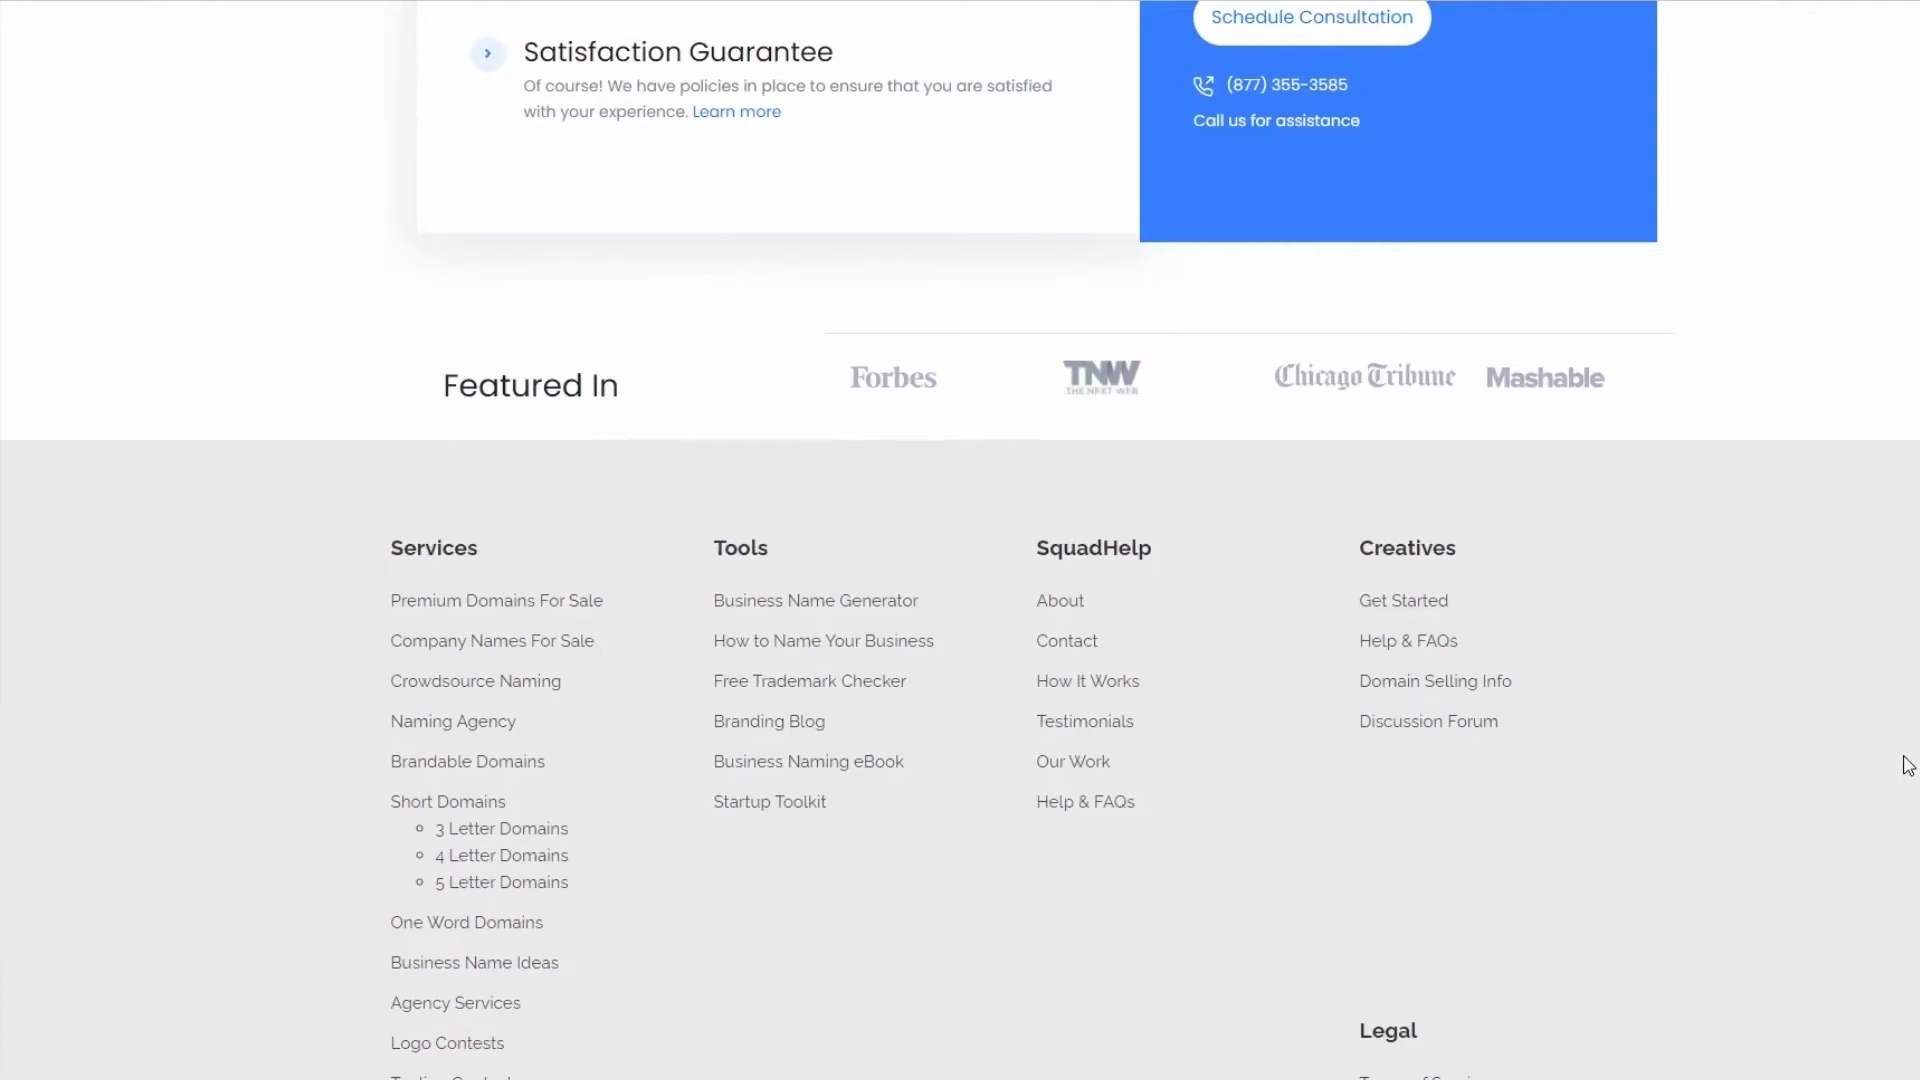 Schedule Consultation
Satisfaction Guarantee
Of course! We have policies in place to ensure that you are satisfied
with your experience. Learn more
(877) 355-3585
Call us for assistance
Featured In
Forbes
TNW
THE NEXT WEB
Chicago Tribune
Mashable
Services
Premium Domains For Sale
Company Names For Sale
Crowdsource Naming
Naming Agency
Brandable Domains
Short Domains
3 Letter Domains
4 Letter Domains
5 Letter Domains
One Word Domains
Business Name Ideas
Agency Services
Logo Contests
Tools
Business Name Generator
How to Name Your Business
Free Trademark Checker
Branding Blog
Business Naming eBook
Startup Toolkit
SquadHelp
About
Contact
How It Works
Testimonials
Our Work
Help & FAQs
Creatives
Get Started
Help & FAQs
Domain Selling Info
Discussion Forum
Legal